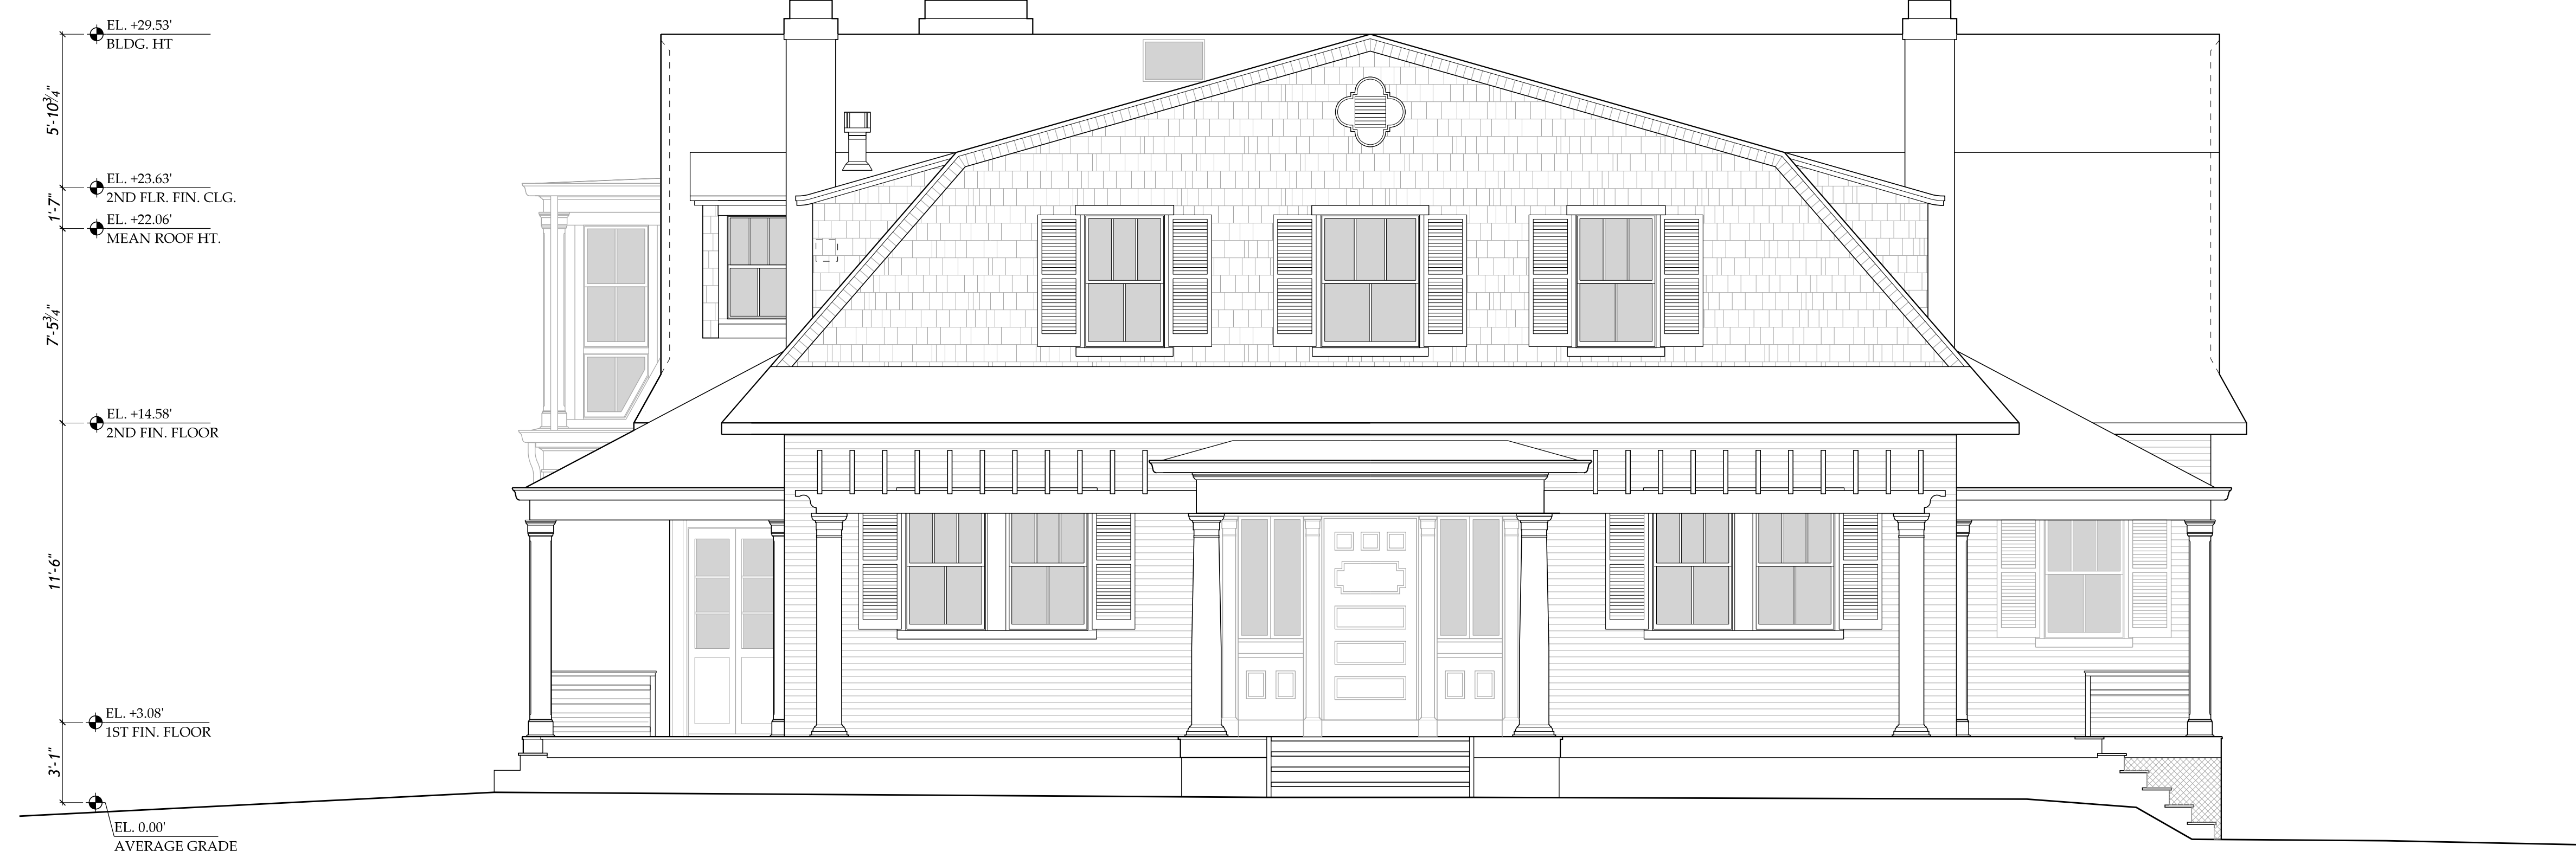 EL. +29.53'
BLDG. HT
5'-10¾"
EL. +23.63'
2ND FLR. FIN. CLG.
1'-7"
EL. +22.06'
MEAN ROOF HT.
7'-5¾"
EL. +14.58'
2ND FIN. FLOOR
11'-6"
EL. +3.08'
1ST FIN. FLOOR
3'-1"
EL. 0.00'
AVERAGE GRADE